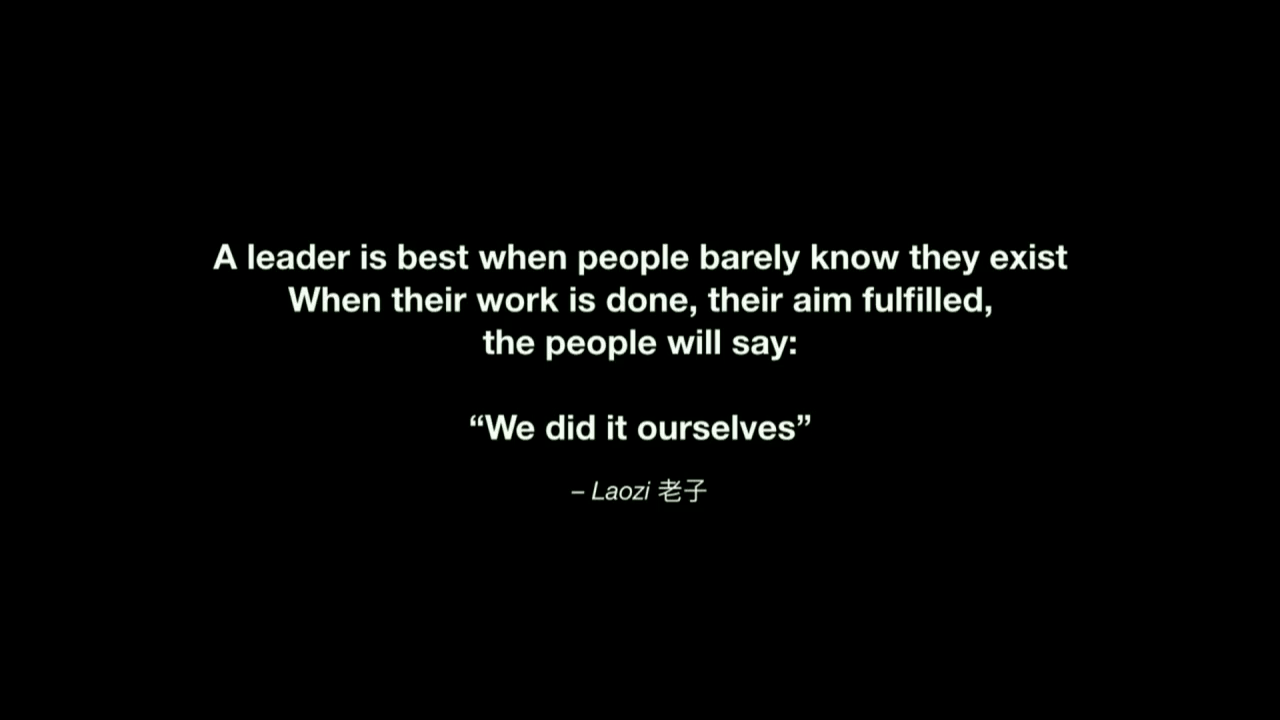 A leader is best when people barely know they exist
When their work is done, their aim fulfilled,
the people will say:
“We did it ourselves”
– Laozi 老子